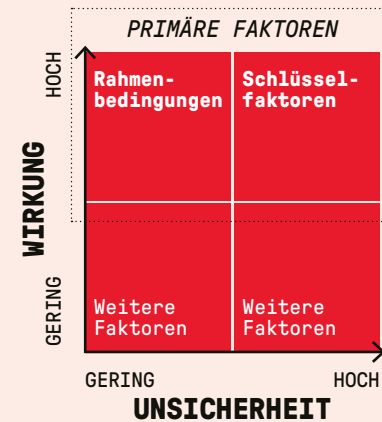 PRIMÄRE FAKTOREN
HOCH
Rahmen-
bedingungen
Schlüssel-
faktoren
WIRKUNG
GERING
Weitere
Faktoren
Weitere
Faktoren
GERING
HOCH
UNSICHERHEIT